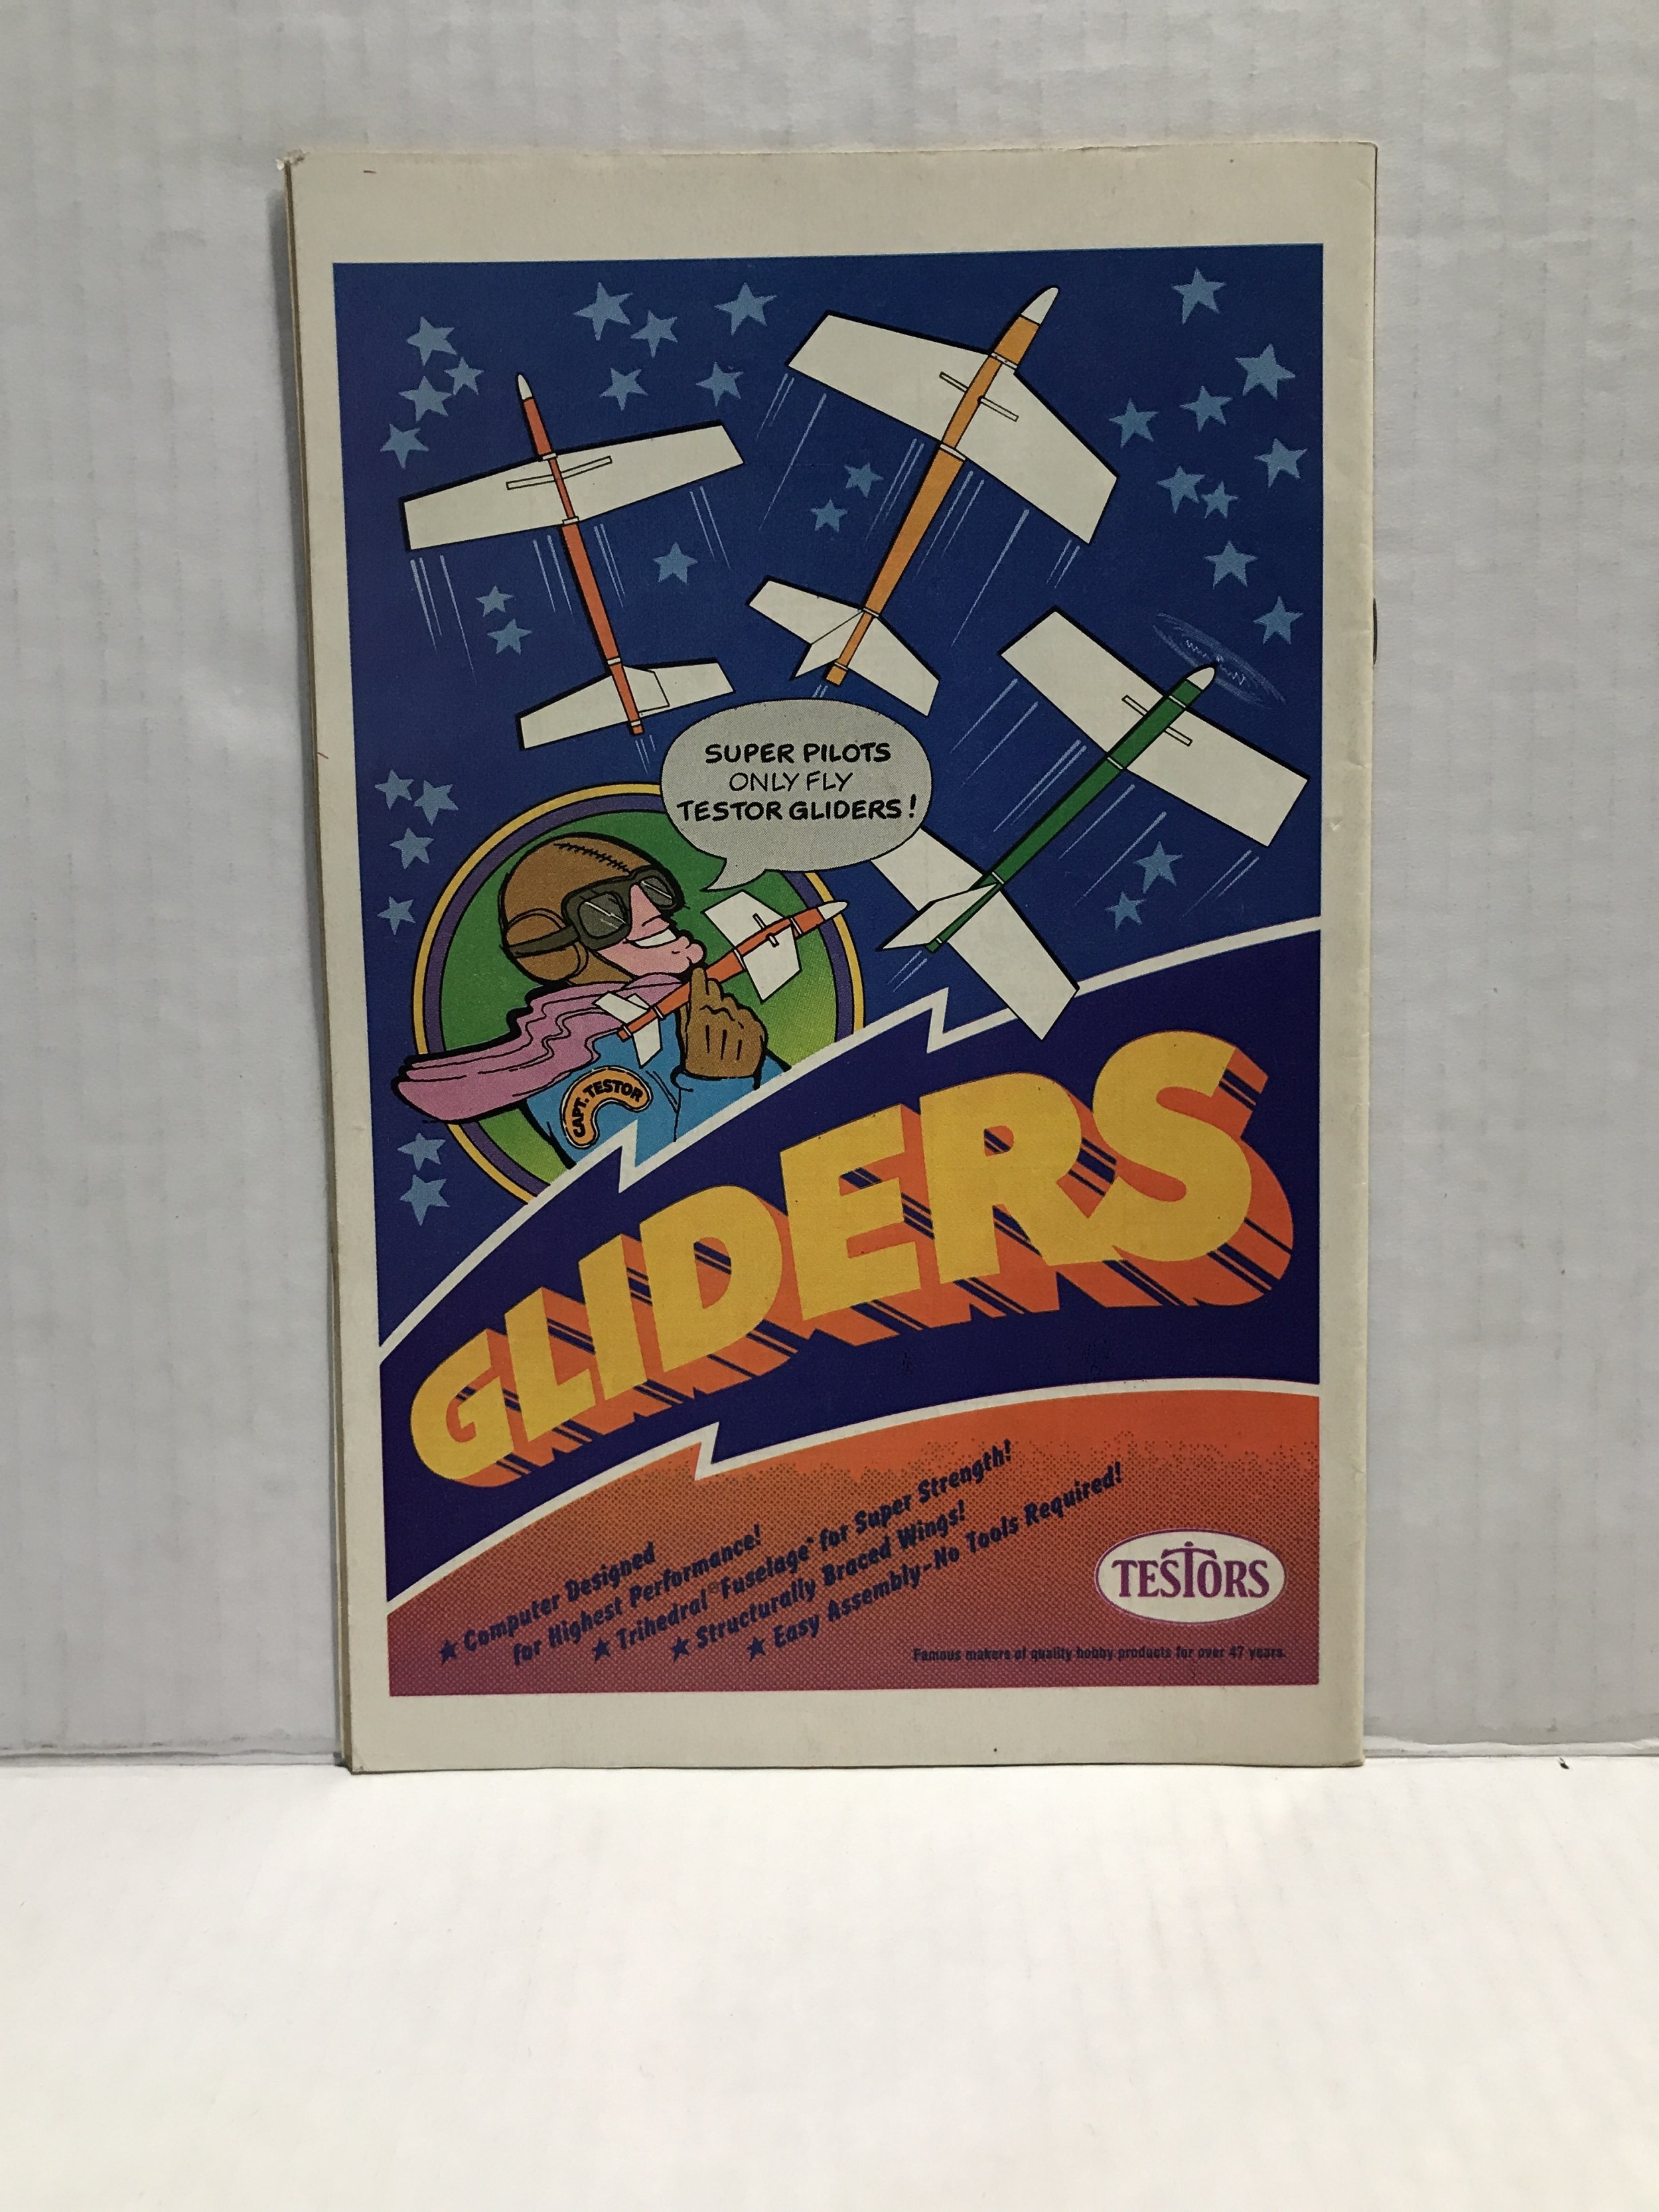 SUPER PILOTS
ONLY FLY
TESTOR GLIDERS!
CAPT. TESTOR
GLIDERS
★ Computer Designed
for Highest Performance!
★ Trihedral® Fuselage™ for Super Strength!
★ Structurally Braced Wings!
★ Easy Assembly-No Tools Required!
TESTORS
Famous makers of quality hobby products for over 47 years.